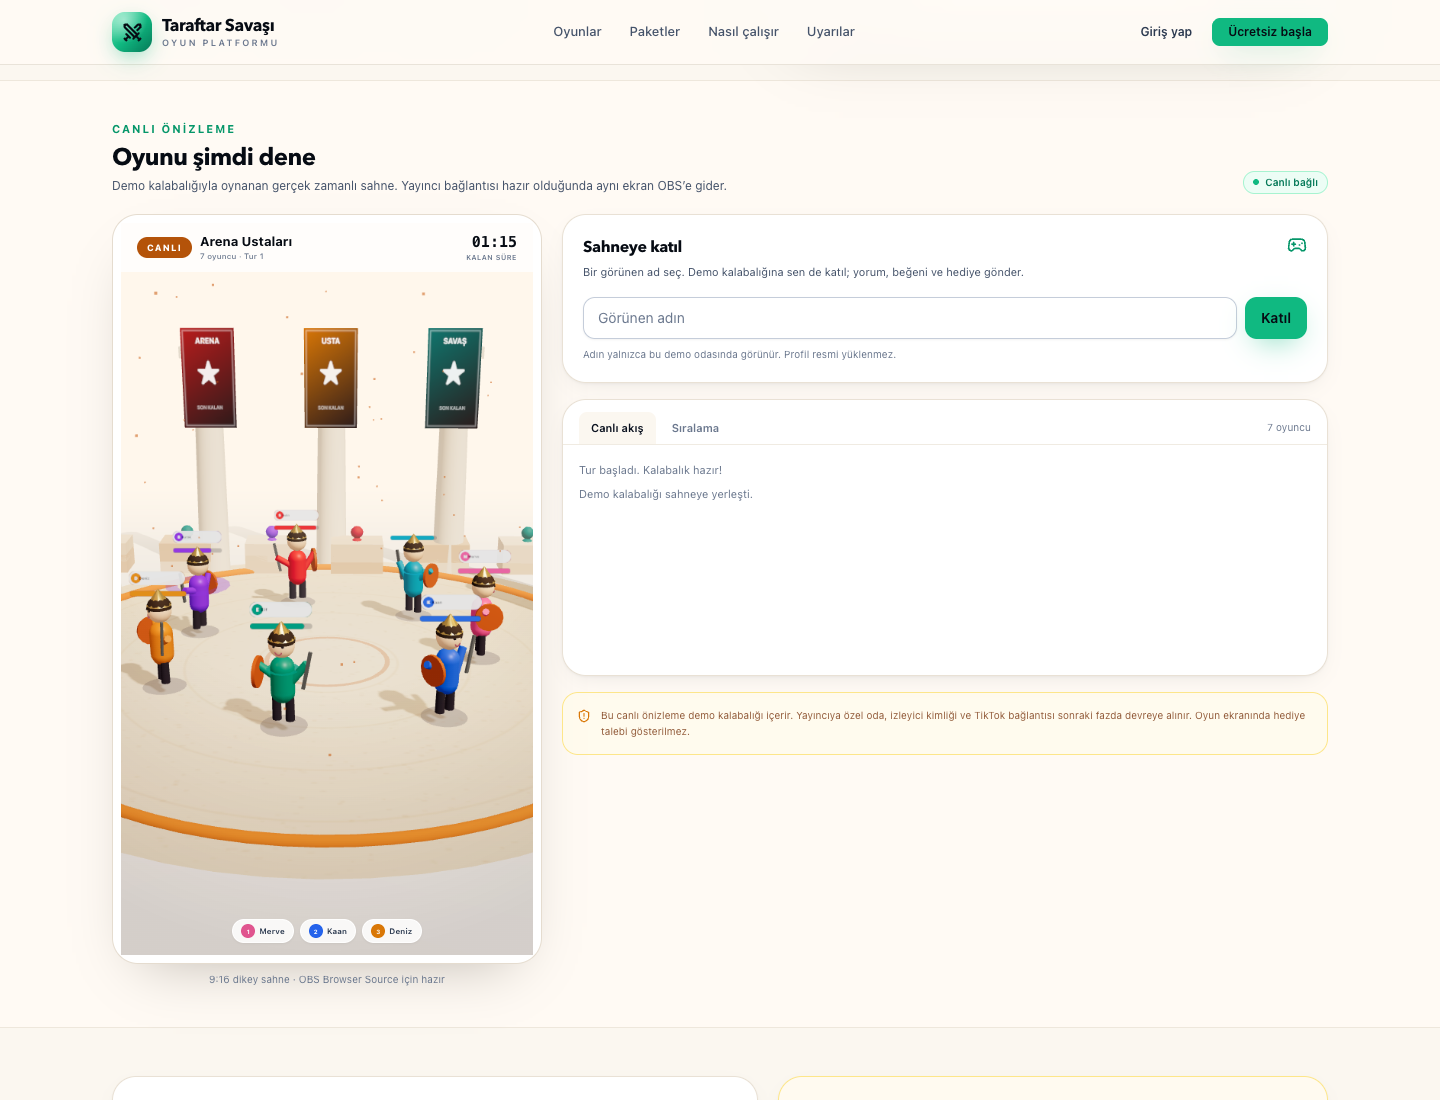 Taraftar Savaşı
OYUN PLATFORMU
Oyunlar
Paketler
Nasıl çalışır
Uyarılar
Giriş yap
Ücretsiz başla
CANLI ÖNİZLEME
Oyunu şimdi dene
Demo kalabalığıyla oynanan gerçek zamanlı sahne. Yayıncı bağlantısı hazır olduğunda aynı ekran OBS'e gider.
Canlı bağlı
CANLI
Arena Ustaları
7 oyuncu · Tur 1
01:15
KALAN SÜRE
ARENA
SON KALAN
USTA
SON KALAN
SAVAŞ
SON KALAN
1 Merve
2 Kaan
3 Deniz
9:16 dikey sahne · OBS Browser Source için hazır
Sahneye katıl
Bir görünen ad seç. Demo kalabalığına sen de katıl; yorum, beğeni ve hediye gönder.
Görünen adın
Katıl
Adın yalnızca bu demo odasında görünür. Profil resmi yüklenmez.
Canlı akış
Sıralama
7 oyuncu
Tur başladı. Kalabalık hazır!
Demo kalabalığı sahneye yerleşti.
Bu canlı önizleme demo kalabalığı içerir. Yayıncıya özel oda, izleyici kimliği ve TikTok bağlantısı sonraki fazda devreye alınır. Oyun ekranında hediye
talebi gösterilmez.